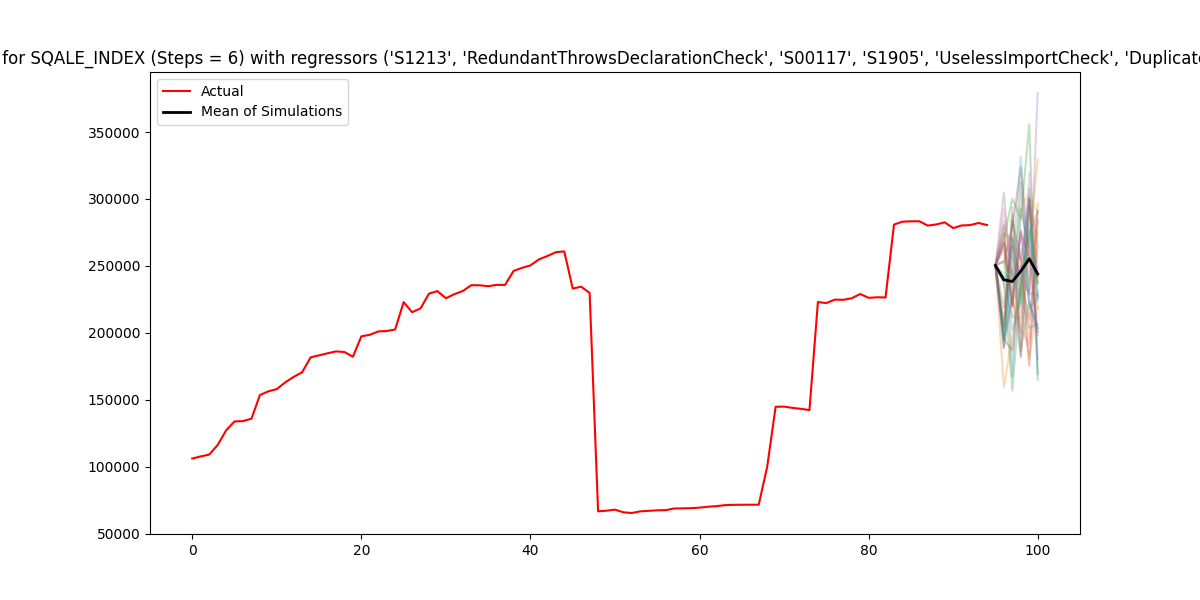 for SQALE_INDEX (Steps = 6) with regressors ('S1213', 'RedundantThrowsDeclarationCheck', 'S00117', 'S1905', 'UselessImportCheck', 'Duplicate
Actual
Mean of Simulations
350000
300000
250000
200000
150000
100000
50000
0 20 40 60 80 100